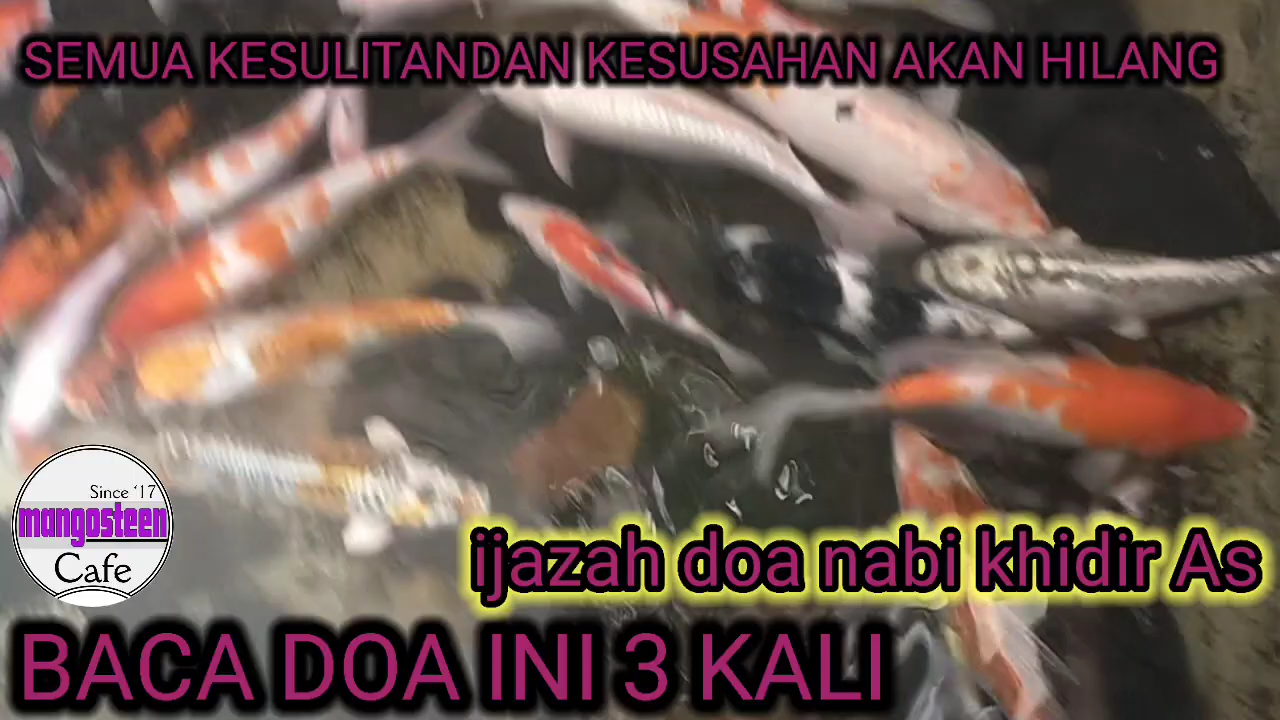 SEMUA KESULITANDAN KESUSAHAN AKAN HILANG
Since '17
mangosteen
Cafe
ijazah doa nabi khidir As
BACA DOA INI 3 KALI